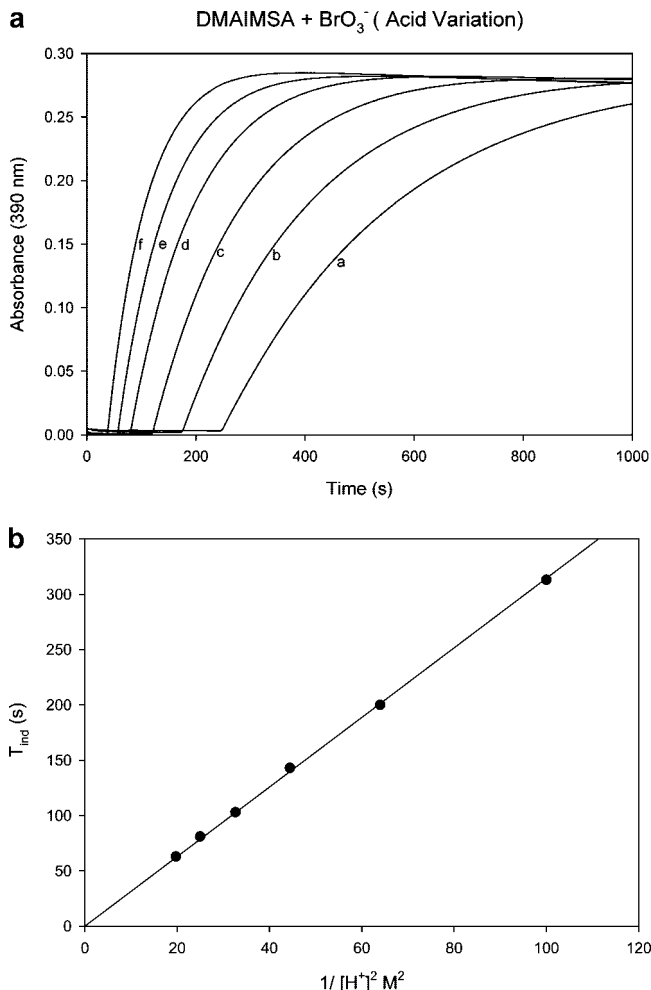 a
DMAIMSA + BrO₃⁻ ( Acid Variation)
Absorbance (390 nm)
0.30
0.25
0.20
0.15
0.10
0.05
0.00
f
e
d
c
b
a
0
200
400
600
800
1000
Time (s)
b
T_ind (s)
350
300
250
200
150
100
50
0
0
20
40
60
80
100
120
1/ [H⁺]² M²